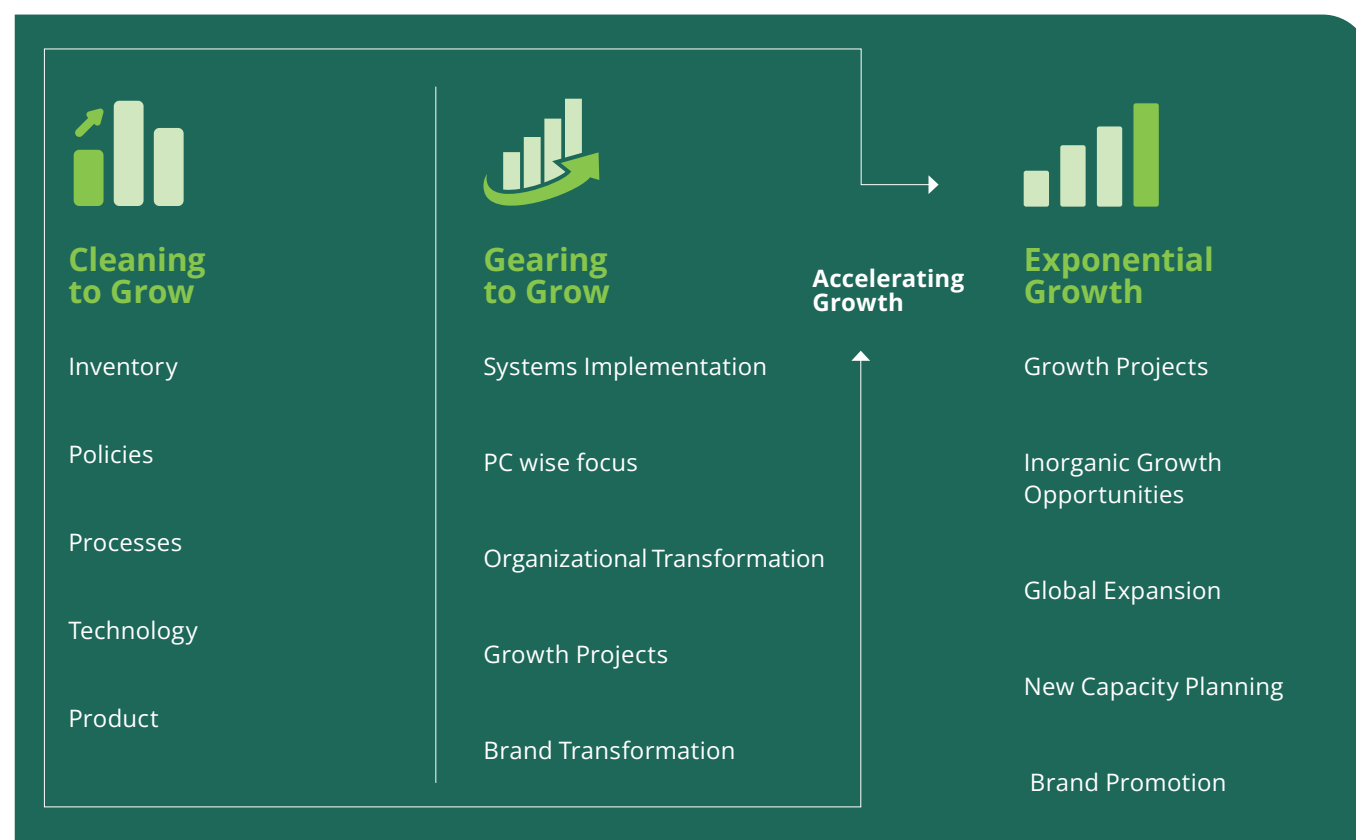 Cleaning
to Grow
Inventory
Policies
Processes
Technology
Product
Gearing
to Grow
Systems Implementation
PC wise focus
Organizational Transformation
Growth Projects
Brand Transformation
Accelerating
Growth
Exponential
Growth
Growth Projects
Inorganic Growth
Opportunities
Global Expansion
New Capacity Planning
Brand Promotion